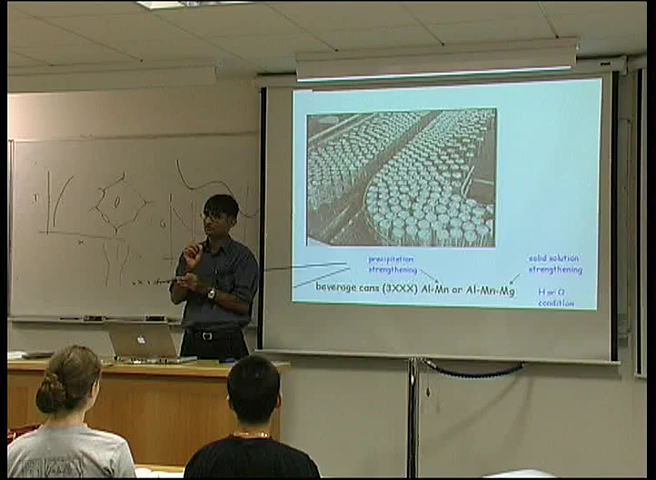 precipitation
strengthening
solid solution
strengthening
beverage cans (3XXX) Al-Mn or Al-Mn-Mg
H or O
condition